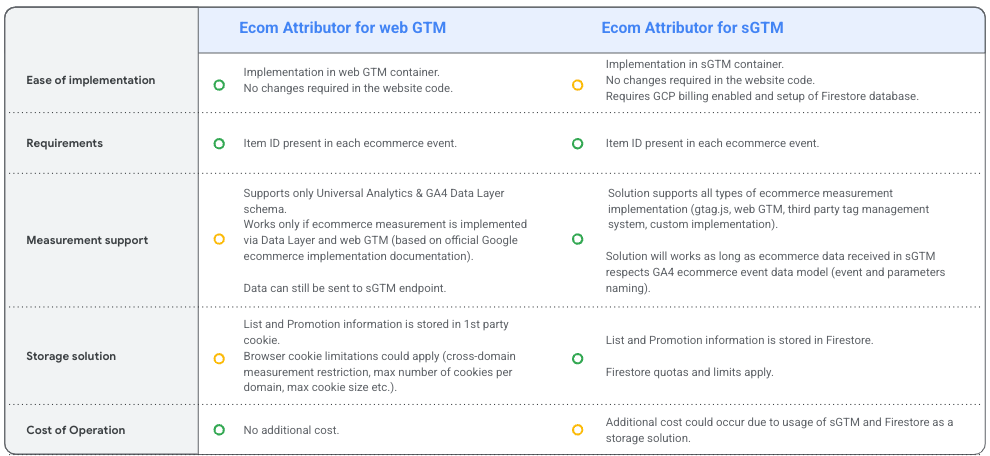 Ecom Attributor for web GTM
Ecom Attributor for sGTM
Ease of implementation
Implementation in web GTM container.
No changes required in the website code.
Implementation in sGTM container.
No changes required in the website code.
Requires GCP billing enabled and setup of Firestore database.
Requirements
Item ID present in each ecommerce event.
Item ID present in each ecommerce event.
Measurement support
Supports only Universal Analytics & GA4 Data Layer
schema.
Works only if ecommerce measurement is implemented
via Data Layer and web GTM (based on official Google
ecommerce implementation documentation).
Data can still be sent to sGTM endpoint.
Solution supports all types of ecommerce measurement
implementation (gtag.js, web GTM, third party tag management
system, custom implementation).
Solution will works as long as ecommerce data received in sGTM
respects GA4 ecommerce event data model (event and parameters
naming).
Storage solution
List and Promotion information is stored in 1st party
cookie.
Browser cookie limitations could apply (cross-domain
measurement restriction, max number of cookies per
domain, max cookie size etc.).
List and Promotion information is stored in Firestore.
Firestore quotas and limits apply.
Cost of Operation
No additional cost.
Additional cost could occur due to usage of sGTM and Firestore as a
storage solution.